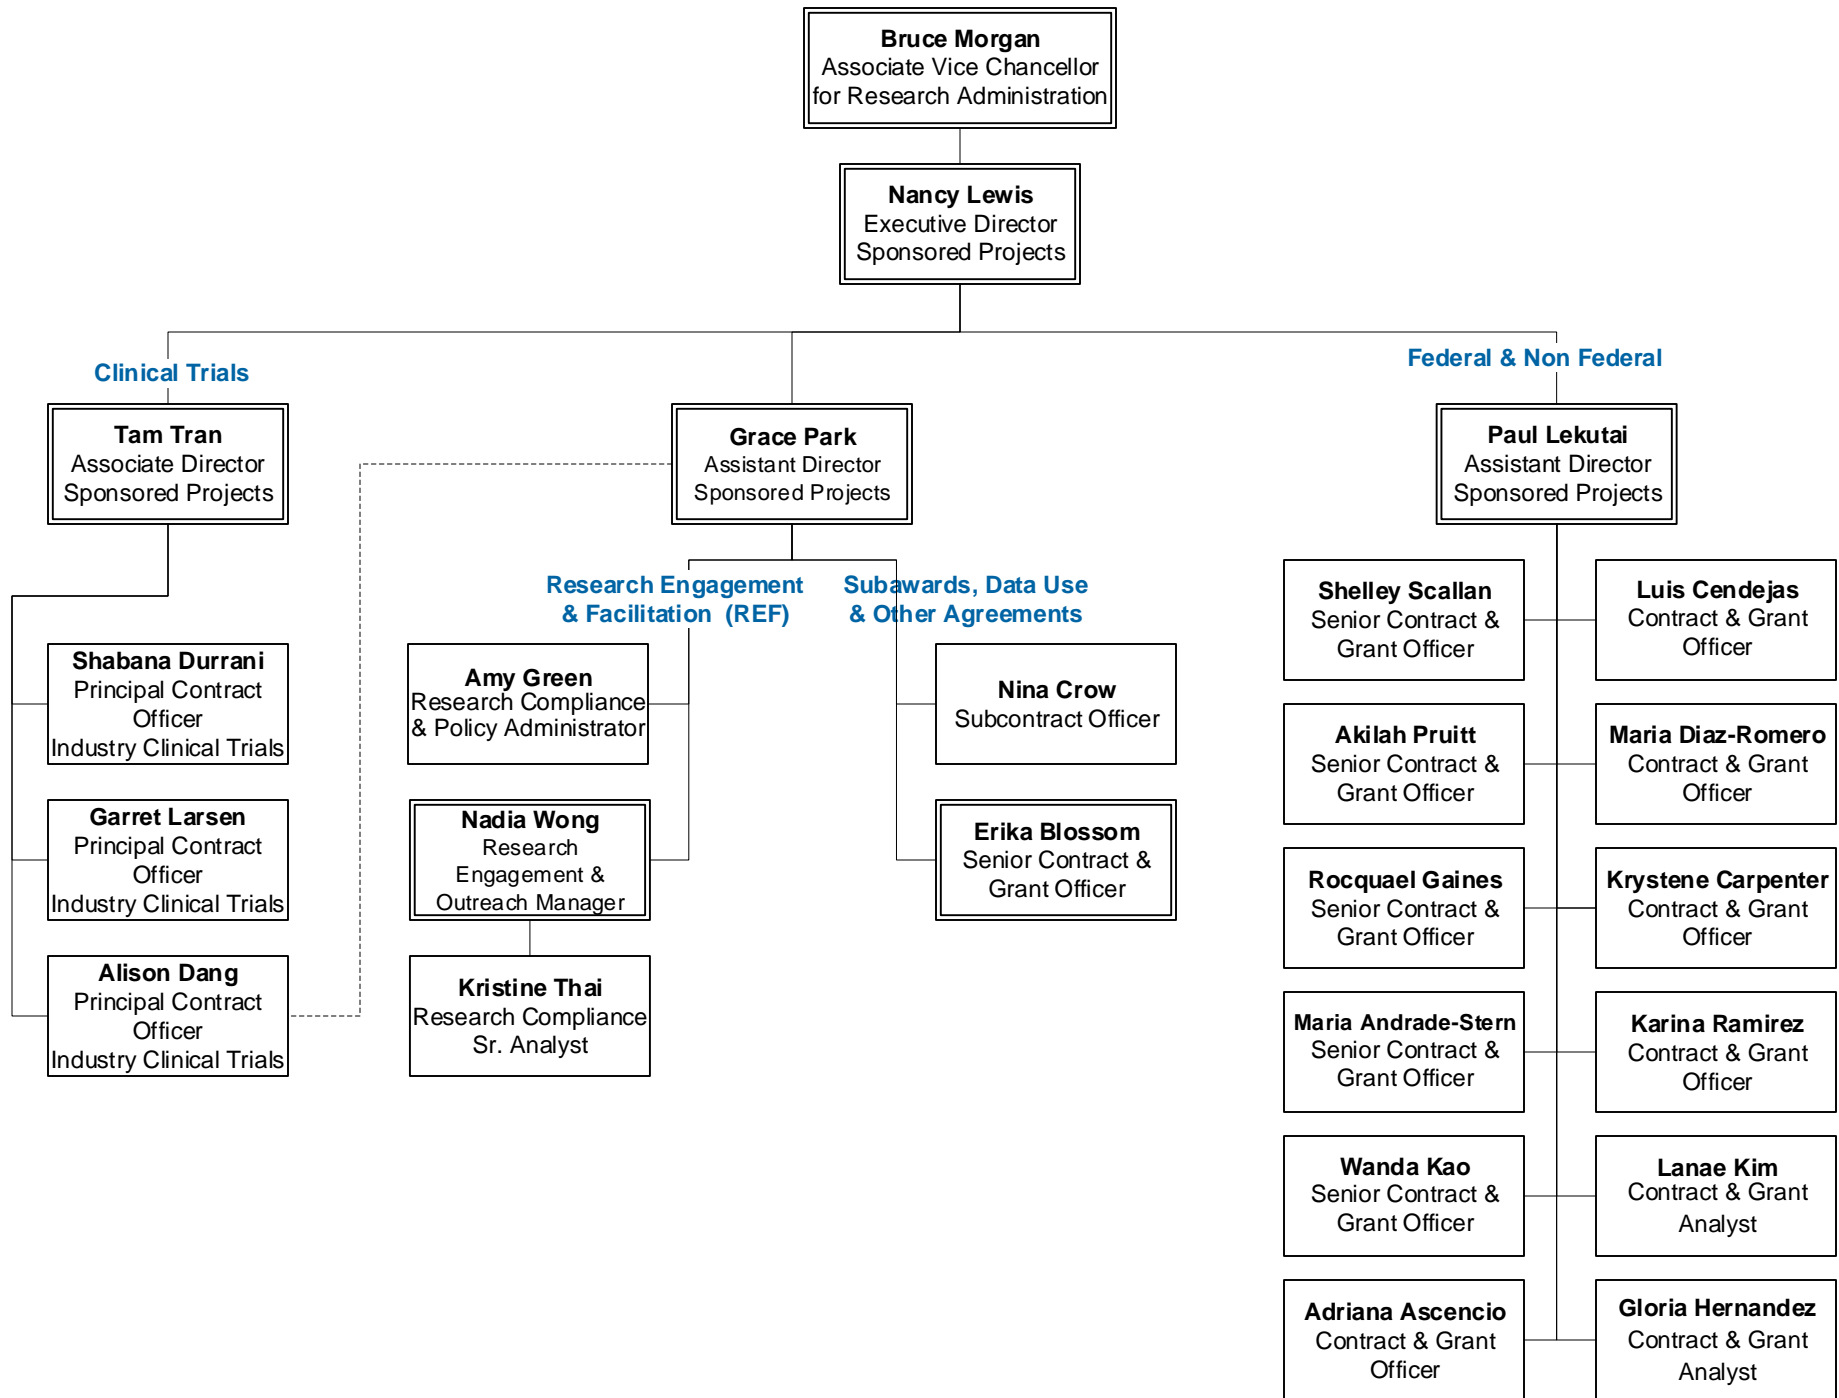 Bruce Morgan
Associate Vice Chancellor
for Research Administration
Nancy Lewis
Executive Director
Sponsored Projects
Clinical Trials
Federal & Non Federal
Tam Tran
Associate Director
Sponsored Projects
Grace Park
Assistant Director
Sponsored Projects
Paul Lekutai
Assistant Director
Sponsored Projects
Research Engagement
& Facilitation (REF)
Subawards, Data Use
& Other Agreements
Shabana Durrani
Principal Contract
Officer
Industry Clinical Trials
Garret Larsen
Principal Contract
Officer
Industry Clinical Trials
Alison Dang
Principal Contract
Officer
Industry Clinical Trials
Amy Green
Research Compliance
& Policy Administrator
Nadia Wong
Research
Engagement &
Outreach Manager
Kristine Thai
Research Compliance
Sr. Analyst
Nina Crow
Subcontract Officer
Erika Blossom
Senior Contract &
Grant Officer
Shelley Scallan
Senior Contract &
Grant Officer
Luis Cendejas
Contract & Grant
Officer
Akilah Pruitt
Senior Contract &
Grant Officer
Maria Diaz-Romero
Contract & Grant
Officer
Rocquael Gaines
Senior Contract &
Grant Officer
Krystene Carpenter
Contract & Grant
Officer
Maria Andrade-Stern
Senior Contract &
Grant Officer
Karina Ramirez
Contract & Grant
Officer
Wanda Kao
Senior Contract &
Grant Officer
Lanae Kim
Contract & Grant
Analyst
Adriana Ascencio
Contract & Grant
Officer
Gloria Hernandez
Contract & Grant
Analyst